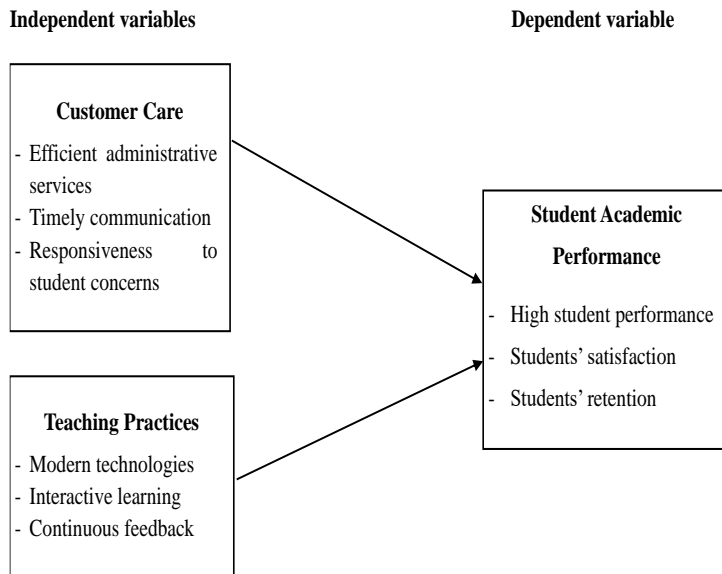 Independent variables
Dependent variable
Customer Care
- Efficient administrative
services
- Timely communication
- Responsiveness to
student concerns
Student Academic
Performance
- High student performance
- Students’ satisfaction
- Students’ retention
Teaching Practices
- Modern technologies
- Interactive learning
- Continuous feedback